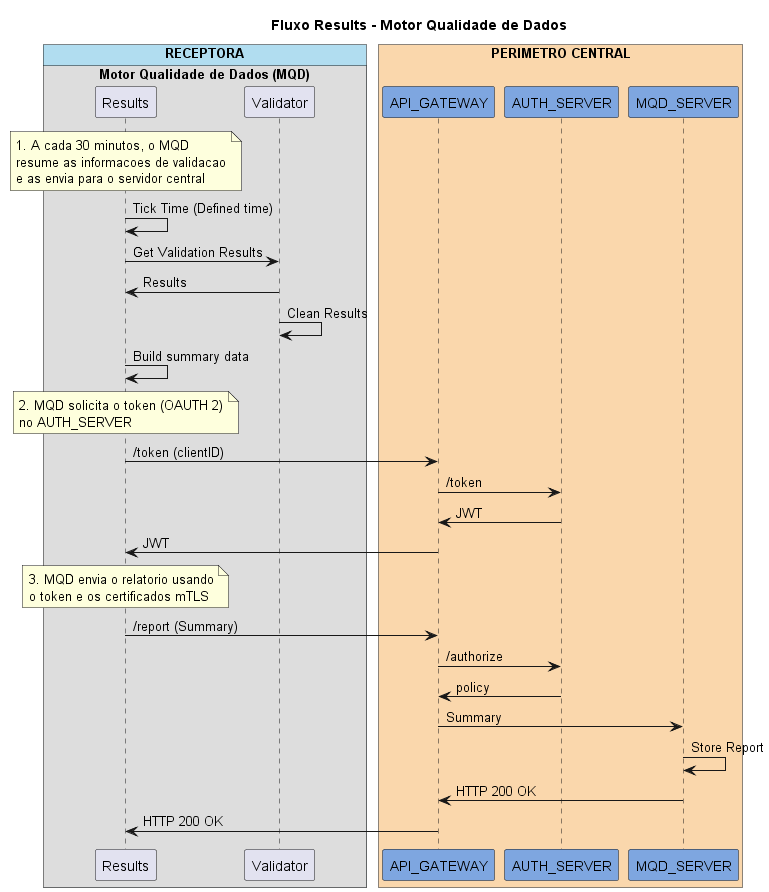 Fluxo Results - Motor Qualidade de Dados
RECEPTORA
PERIMETRO CENTRAL
Motor Qualidade de Dados (MQD)
Results
Validator
API_GATEWAY
AUTH_SERVER
MQD_SERVER
1. A cada 30 minutos, o MQD
resume as informacoes de validacao
e as envia para o servidor central
Tick Time (Defined time)
Get Validation Results
Results
Clean Results
Build summary data
2. MQD solicita o token (OAUTH 2)
no AUTH_SERVER
/token (clientID)
/token
JWT
JWT
3. MQD envia o relatorio usando
o token e os certificados mTLS
/report (Summary)
/authorize
policy
Summary
Store Report
HTTP 200 OK
HTTP 200 OK
Results
Validator
API_GATEWAY
AUTH_SERVER
MQD_SERVER